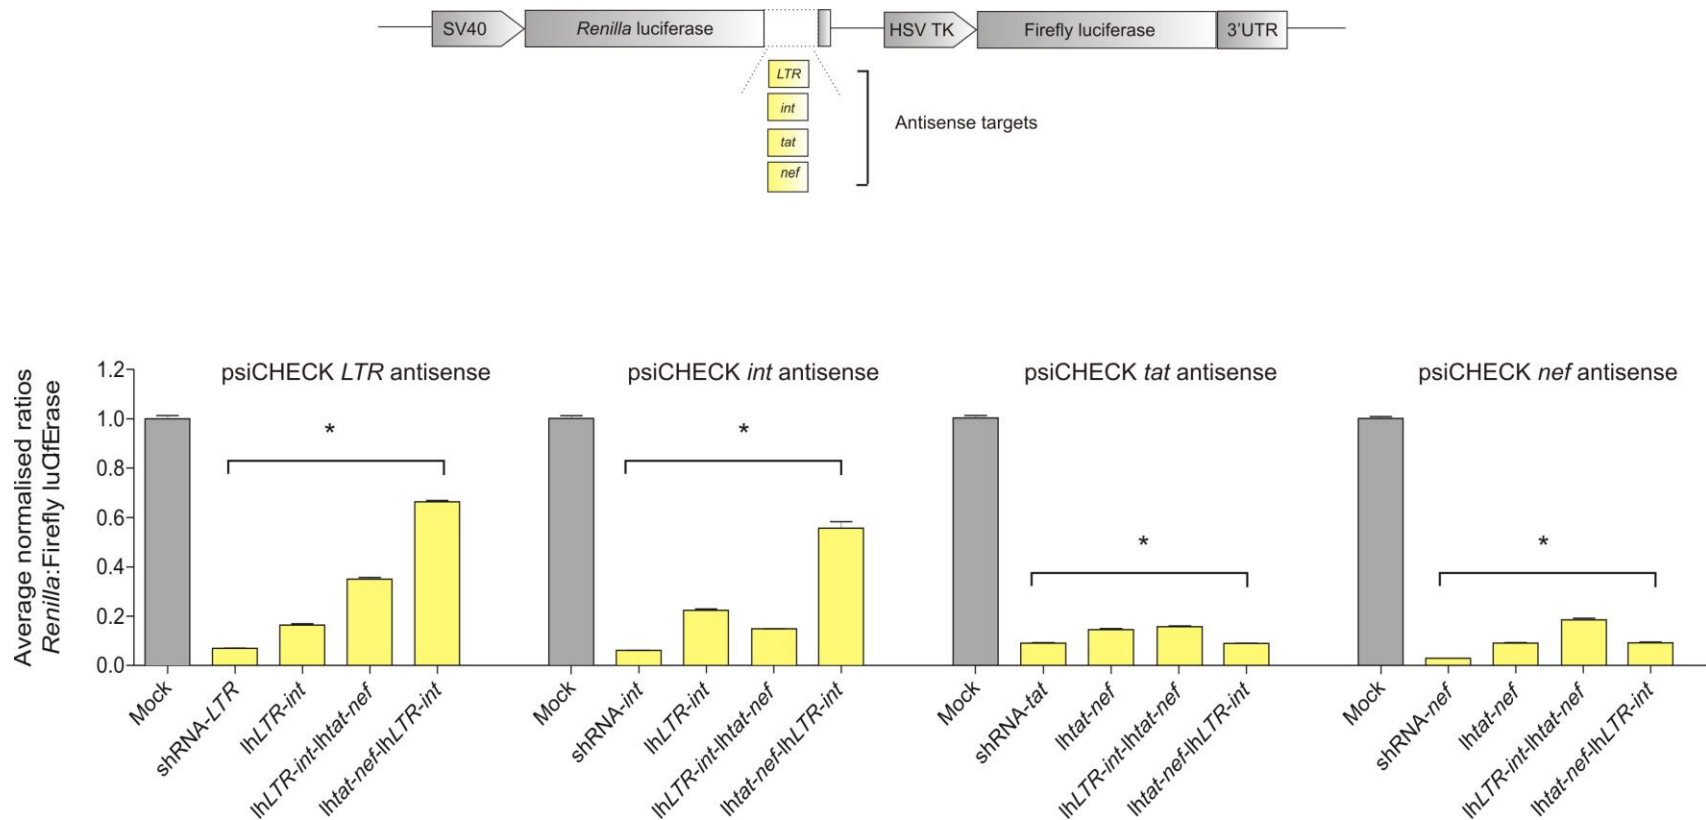 SV40 Renilla luciferase HSV TK Firefly luciferase 3'UTR
LTR
int
tat
nef
Antisense targets
Average normalised ratios
Renilla:Firefly luƌfErase
1.2
1.0
0.8
0.6
0.4
0.2
0.0
psiCHECK LTR antisense
*
Mock
shRNA-LTR
lhLTR-int
lhLTR-int-lhtat-nef
lhtat-nef-lhLTR-int
psiCHECK int antisense
*
Mock
shRNA-int
lhLTR-int
lhLTR-int-lhtat-nef
lhtat-nef-lhLTR-int
psiCHECK tat antisense
*
Mock
shRNA-tat
lhtat-nef
lhLTR-int-lhtat-nef
lhtat-nef-lhLTR-int
psiCHECK nef antisense
*
Mock
shRNA-nef
lhtat-nef
lhLTR-int-lhtat-nef
lhtat-nef-lhLTR-int